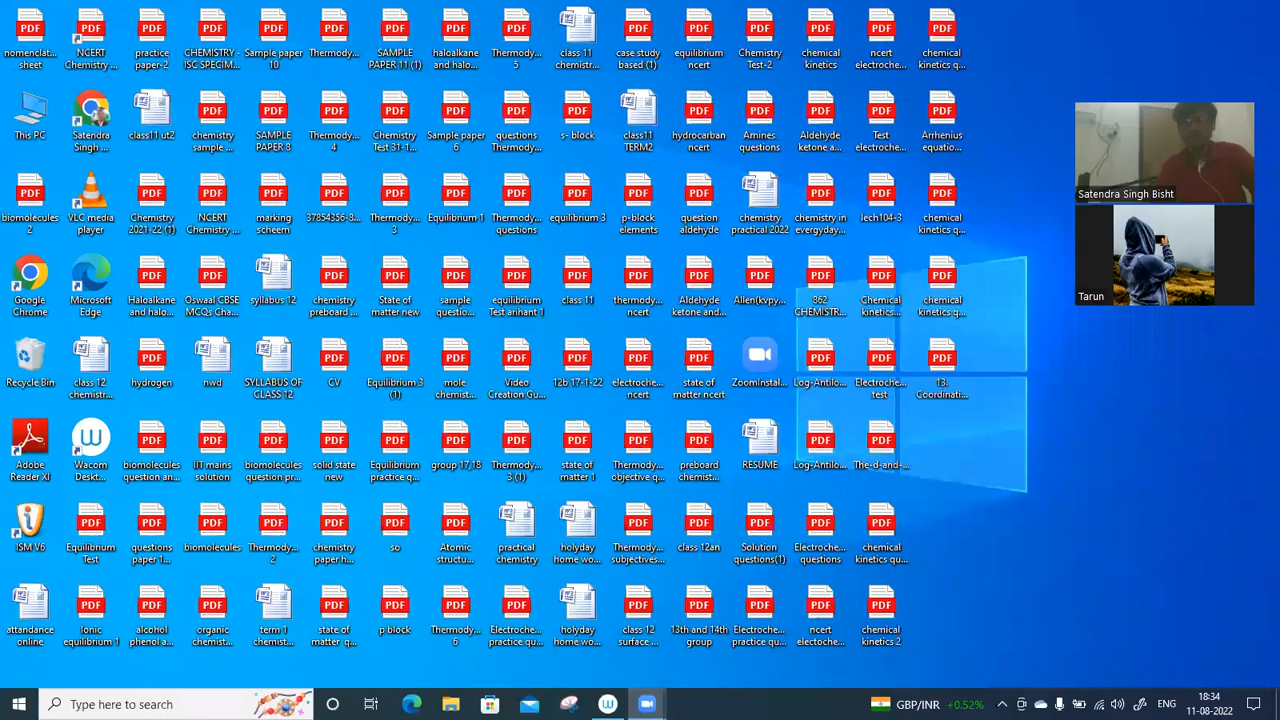 nomenclat... sheet
NCERT Chemistry ...
practice paper-2
CHEMISTRY - ISC SPECIM...
Sample paper 10
Thermody...
SAMPLE PAPER 11 (1)
haloalkane and halo...
Thermody... 5
class 11 chemistr...
case study based (1)
equilibrium ncert
Chemistry Test-2
chemical kinetics
ncert electroche...
chemical kinetics q...
This PC
Satendra Singh ...
class11 ut2
chemistry sample ...
SAMPLE PAPER 8
Thermody... 4
Chemistry Test 31-1...
Sample paper 6
questions Thermody...
s- block
class11 TERM2
hydrocarban ncert
Amines questions
Aldehyde ketone a...
Test electroche...
Arrhenius equatio...
Satendra Singh Bisht
biomolecules 2
VLC media player
Chemistry 2021-22 (1)
NCERT Chemistry ...
marking scheem
37854356-8...
Thermody... 3
Equilibrium 1
Thermody... questions
equilibrium 3
p-block elements
question aldehyde
chemistry practical 2022
chemistry in everygday...
lech104-3
chemical kinetics q...
Tarun
Google Chrome
Microsoft Edge
Haloalkane and halo...
Oswaal CBSE MCQs Cha...
syllabus 12
chemistry preboard ...
State of matter new
sample questio...
equilibrium Test arihant 1
class 11
thermody... ncert
Aldehyde ketone and...
Allen(kvpy...
862 CHEMISTR...
Chemical kinetics...
chemical kinetics q...
Recycle Bin
class 12 chemistr...
hydrogen
nwd
SYLLABUS OF CLASS 12
CV
Equilibrium 3 (1)
mole chemist...
Video Creation Gu...
12b 17-1-22
electroche... ncert
state of matter ncert
ZoomInstal...
Log-Antilo...
Electroche... test
13. Coordinati...
Adobe Reader XI
Wacom Deskt...
biomolecules question an...
IIT mains solution
biomolecules question pr...
solid state new
Equilibrium practice q...
group 17,18
Thermody... 3 (1)
state of matter 1
Thermody... objective q...
preboard chemist...
RESUME
Log-Antilo...
The-d-and-...
ISM V6
Equilibrium Test
questions paper 1...
biomolecules
Thermody... 2
chemistry paper h...
so
Atomic structu...
practical chemistry
holyday home wo...
Thermody... subjectives...
class 12an
Solution questions(1)
Electroche... questions
chemical kinetics qu...
attandance online
Ionic equilibrium 1
alcohol phenol a...
organic chemist...
term 1 chemist...
state of matter q...
p block
Thermody... 6
Electroche... practice qu...
holyday home wo...
class 12 surface ...
13th and 14th group
Electroche... practice qu...
ncert electoche...
chemical kinetics 2
Type here to search
GBP/INR +0.52%
ENG
18:34
11-08-2022